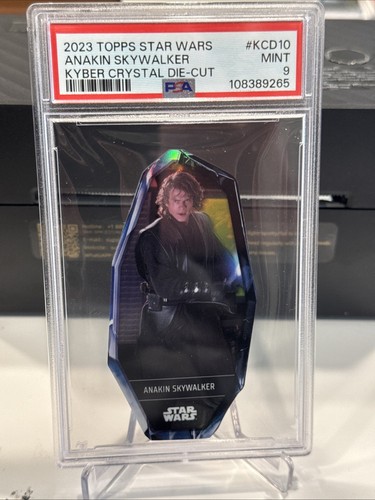 2023 TOPPS STAR WARS #KCD10
ANAKIN SKYWALKER MINT
KYBER CRYSTAL DIE-CUT 9
PSA 108389265
ANAKIN SKYWALKER
STAR
WARS